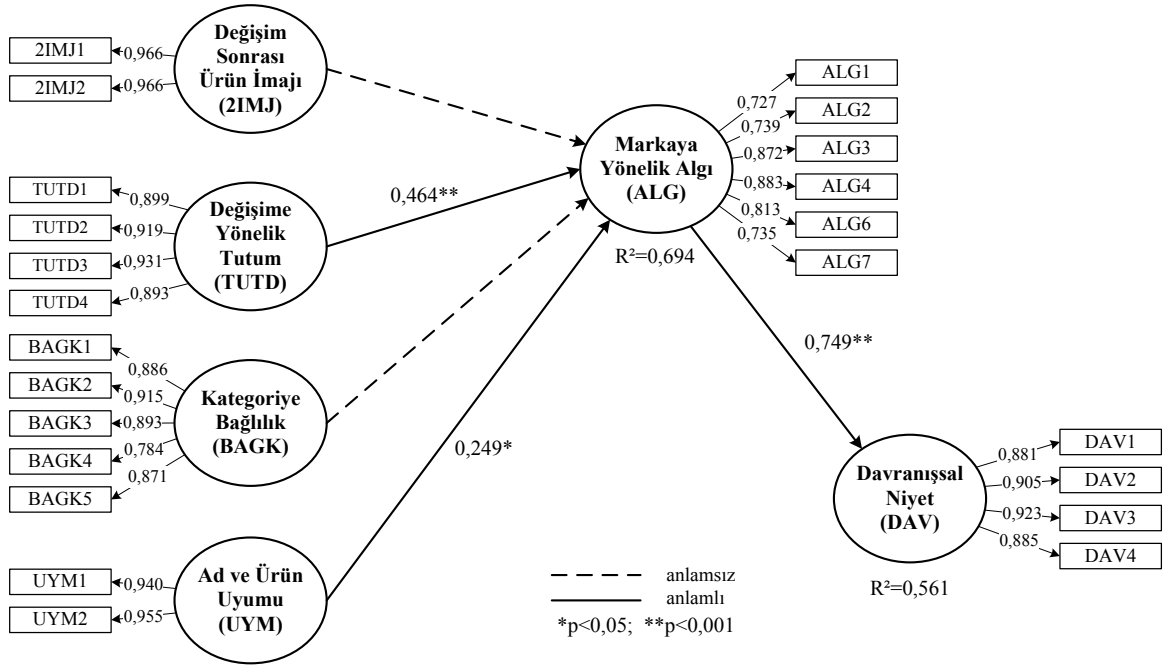 2IMJ1
2IMJ2
0,966
0,966
Değişim
Sonrası
Ürün İmajı
(2IMJ)
TUTD1
TUTD2
TUTD3
TUTD4
0,899
0,919
0,931
0,893
Değişime
Yönelik
Tutum
(TUTD)
BAGK1
BAGK2
BAGK3
BAGK4
BAGK5
0,886
0,915
0,893
0,784
0,871
Kategoriye
Bağlılık
(BAGK)
UYM1
UYM2
0,940
0,955
Ad ve Ürün
Uyumu
(UYM)
0,464**
0,249*
Markaya
Yönelik Algı
(ALG)
R²=0,694
0,727
0,739
0,872
0,883
0,813
0,735
ALG1
ALG2
ALG3
ALG4
ALG6
ALG7
0,749**
Davranışsal
Niyet
(DAV)
R²=0,561
0,881
0,905
0,923
0,885
DAV1
DAV2
DAV3
DAV4
anlamsız
anlamlı
*p<0,05; **p<0,001